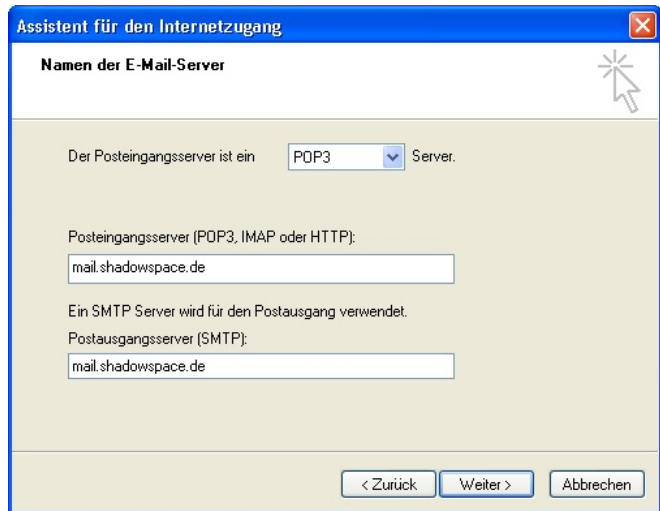 Assistent für den Internetzugang
Namen der E-Mail-Server
Der Posteingangsserver ist ein POP3 Server.
Posteingangsserver (POP3, IMAP oder HTTP):
mail.shadowspace.de
Ein SMTP Server wird für den Postausgang verwendet.
Postausgangsserver (SMTP):
mail.shadowspace.de
< Zurück Weiter > Abbrechen